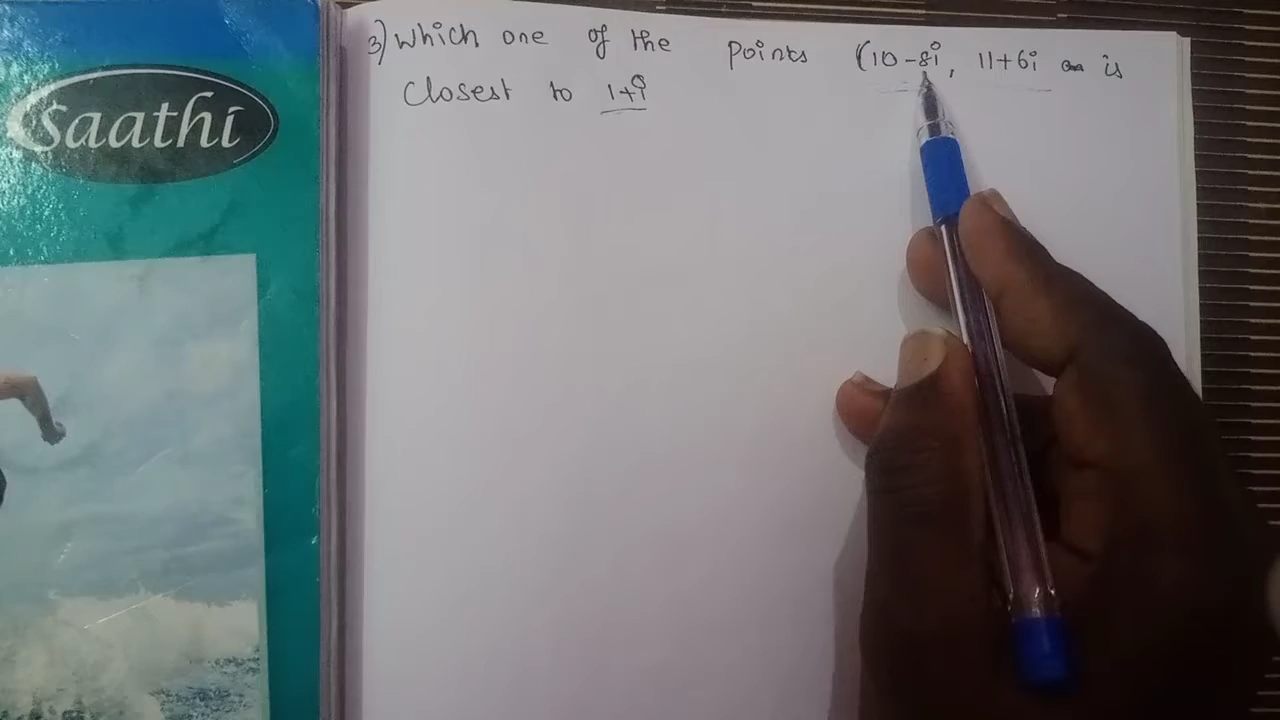 Saathi
3) Which one of the points (10-8i, 11+6i is
closest to 1+i